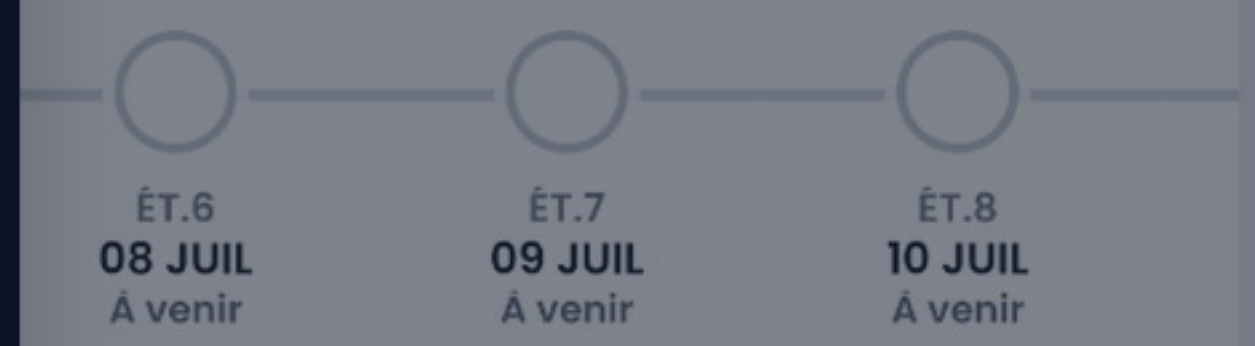 ÉT.6
08 JUIL
À venir
ÉT.7
09 JUIL
À venir
ÉT.8
10 JUIL
À venir